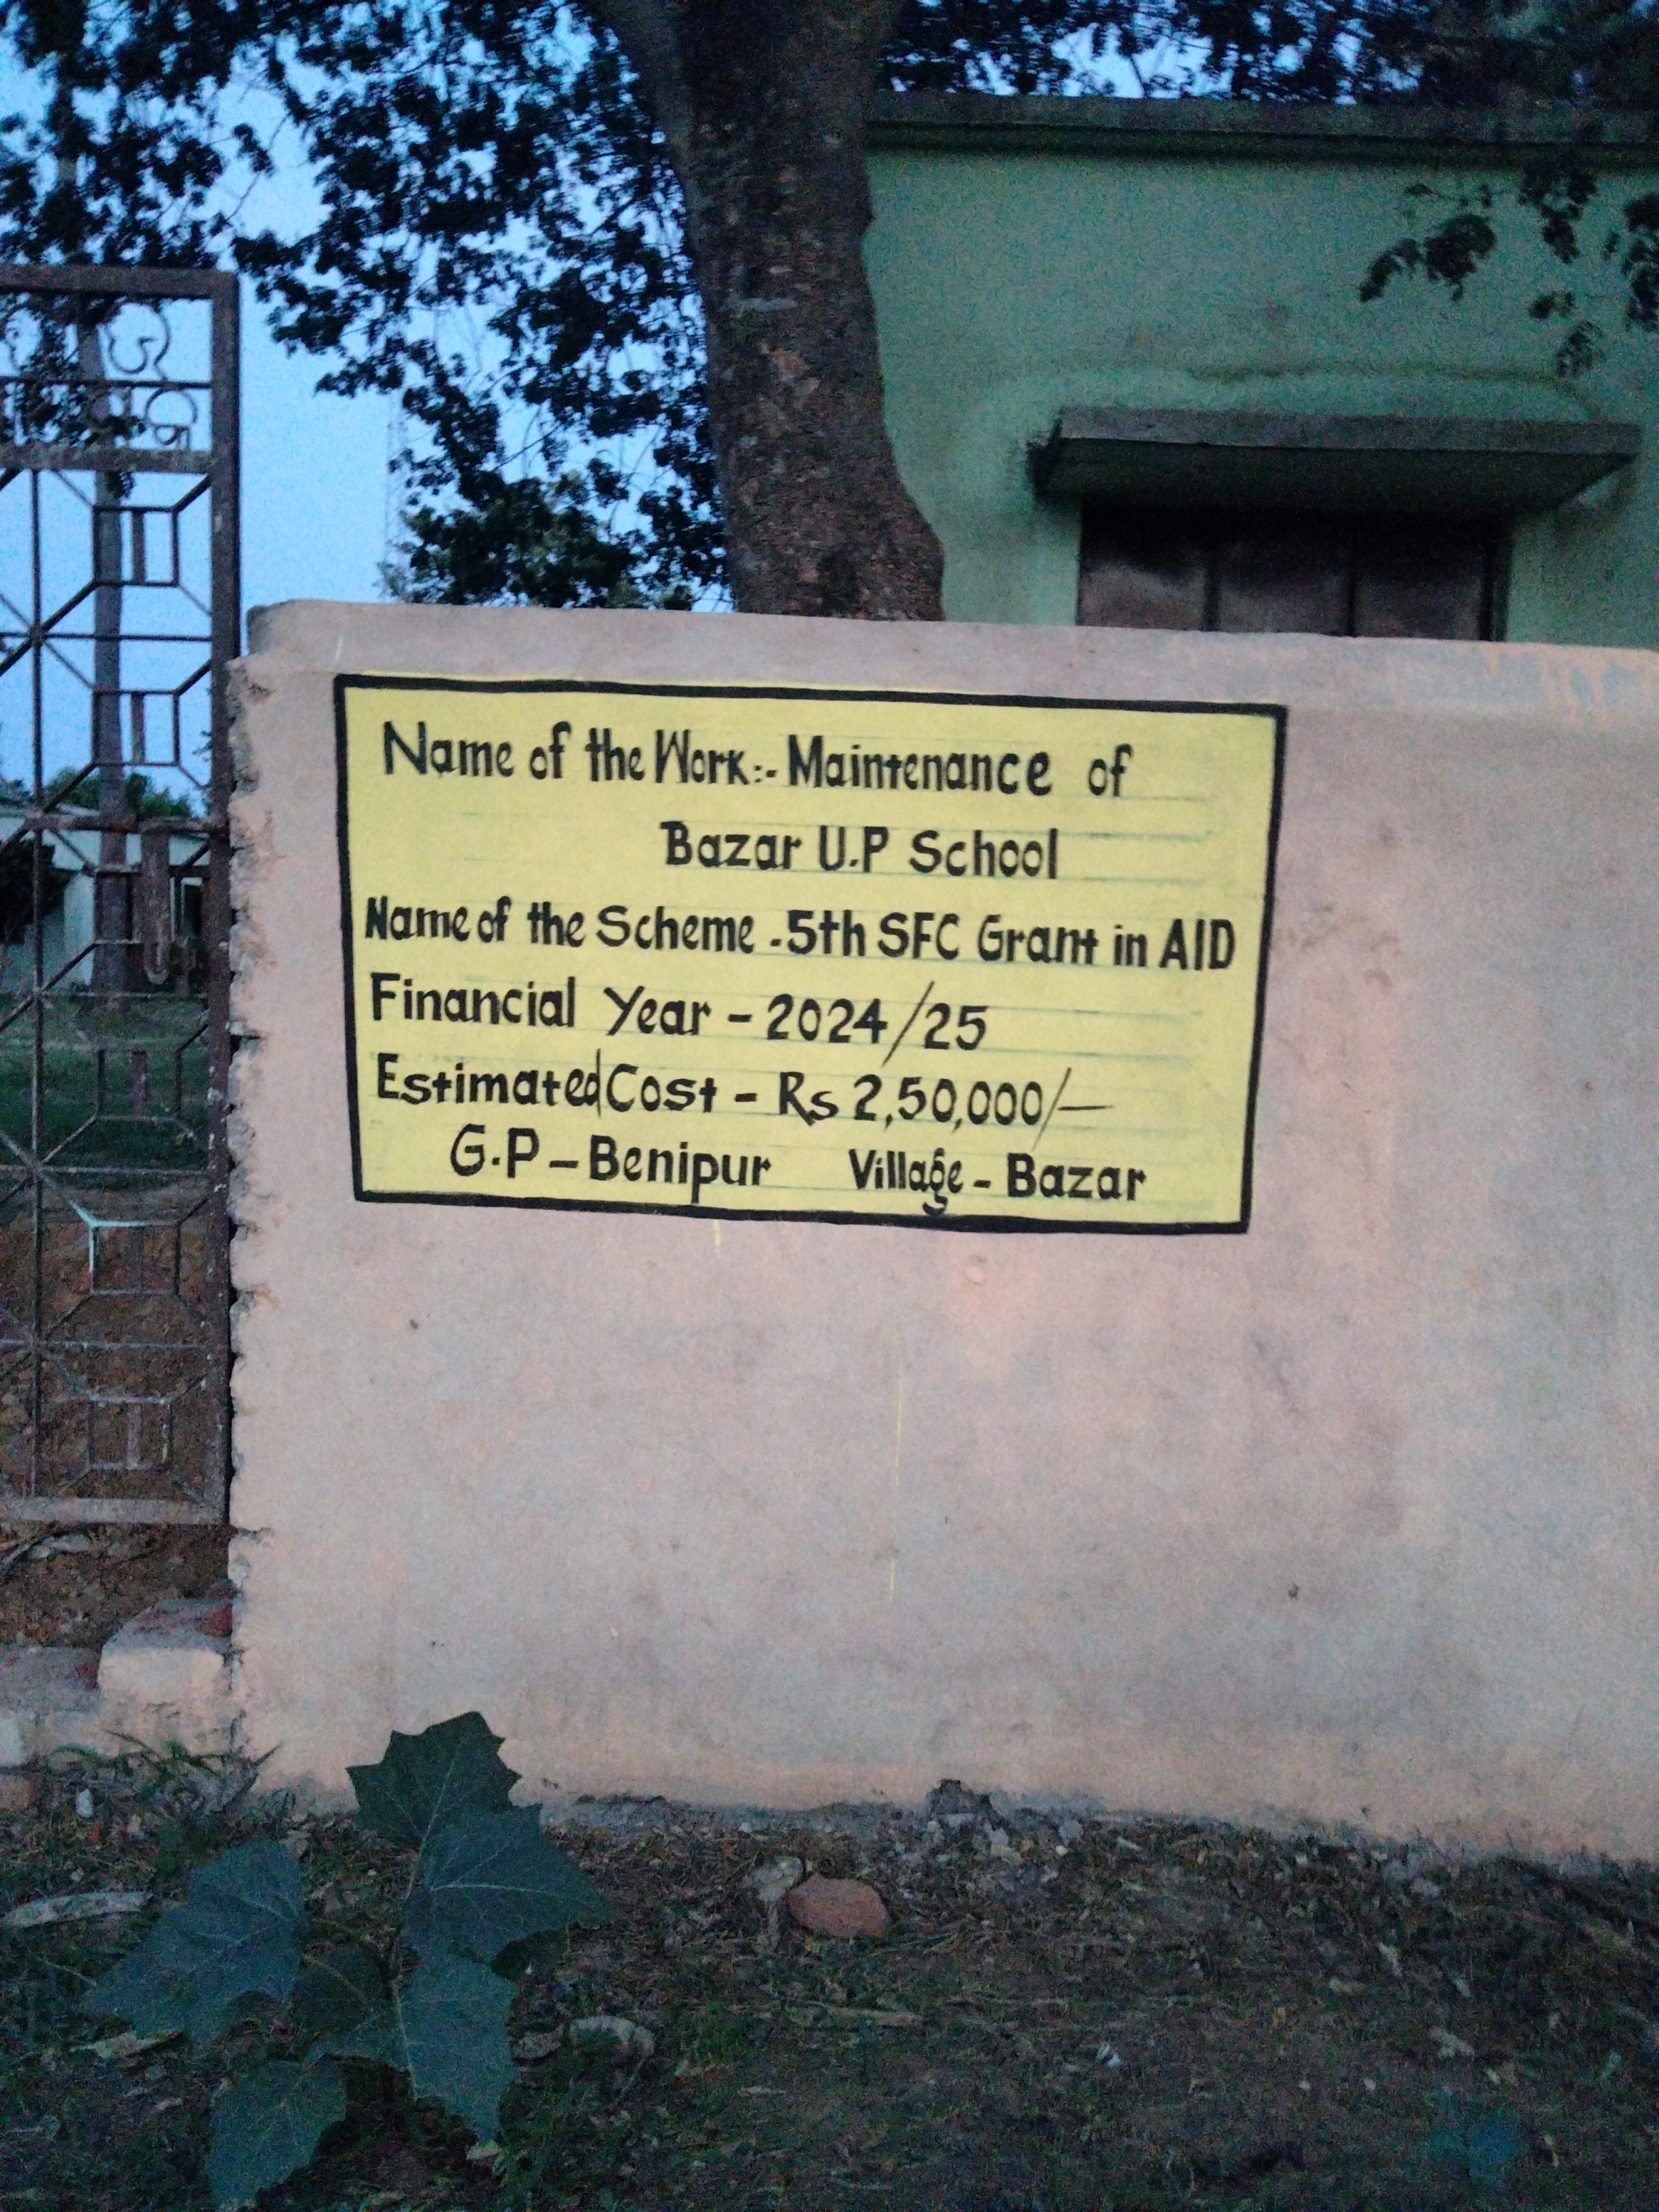 Name of the Work:- Maintenance of
Bazar U.P School
Name of the Scheme - 5th SFC Grant in AID
Financial Year - 2024/25
Estimated Cost - Rs 2,50,000/-
G.P - Benipur Village - Bazar